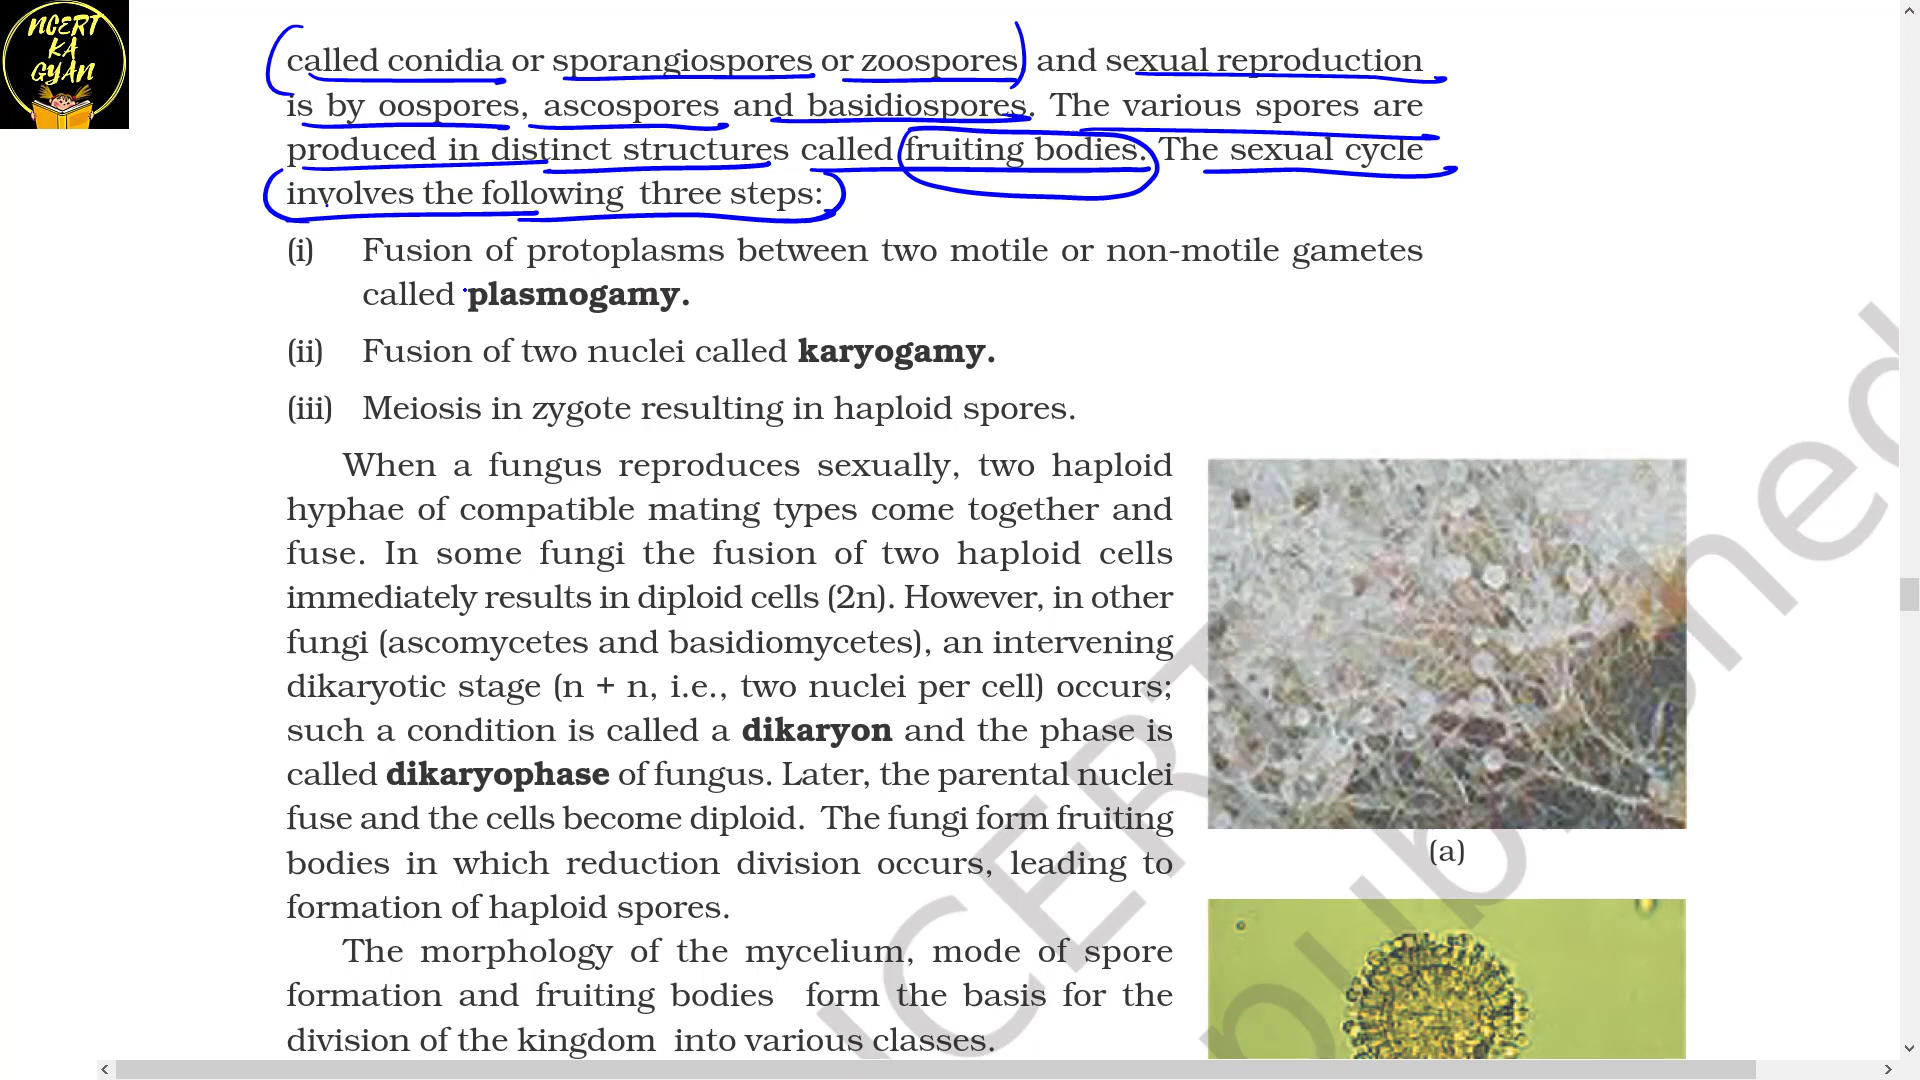 NCERT
KA
GYAN
called conidia or sporangiospores or zoospores and sexual reproduction
is by oospores, ascospores and basidiospores. The various spores are
produced in distinct structures called fruiting bodies. The sexual cycle
involves the following three steps:
(i) Fusion of protoplasms between two motile or non-motile gametes
called plasmogamy.
(ii) Fusion of two nuclei called karyogamy.
(iii) Meiosis in zygote resulting in haploid spores.
When a fungus reproduces sexually, two haploid
hyphae of compatible mating types come together and
fuse. In some fungi the fusion of two haploid cells
immediately results in diploid cells (2n). However, in other
fungi (ascomycetes and basidiomycetes), an intervening
dikaryotic stage (n + n, i.e., two nuclei per cell) occurs;
such a condition is called a dikaryon and the phase is
called dikaryophase of fungus. Later, the parental nuclei
fuse and the cells become diploid. The fungi form fruiting
bodies in which reduction division occurs, leading to
formation of haploid spores.
The morphology of the mycelium, mode of spore
formation and fruiting bodies form the basis for the
division of the kingdom into various classes.
(a)